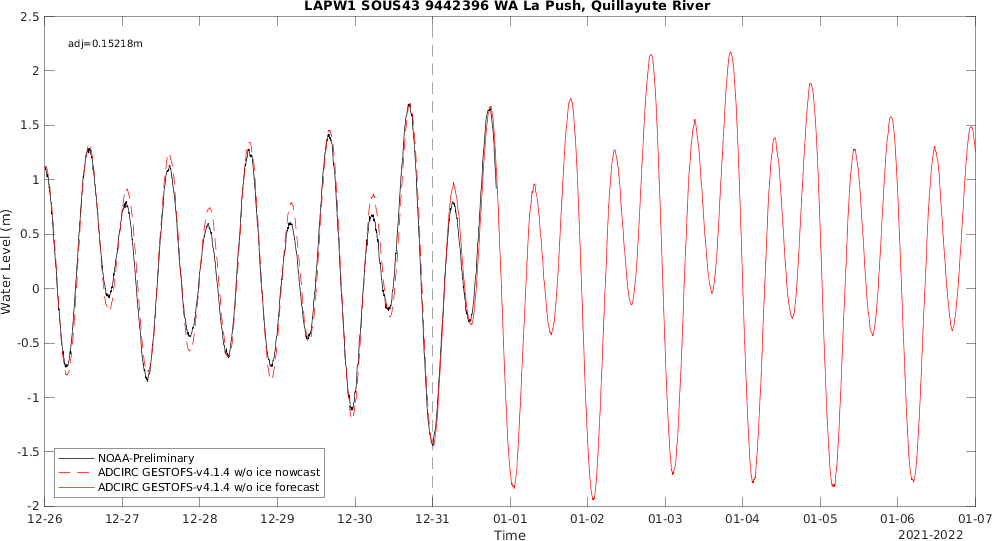 LAPW1 SOUS43 9442396 WA La Push, Quillayute River
adj=0.15218m
Water Level (m)
2.5
2
1.5
1
0.5
0
-0.5
-1
-1.5
-2
NOAA-Preliminary
ADCIRC GESTOFS-v4.1.4 w/o ice nowcast
ADCIRC GESTOFS-v4.1.4 w/o ice forecast
12-26 12-27 12-28 12-29 12-30 12-31 01-01 01-02 01-03 01-04 01-05 01-06 01-07
Time
2021-2022